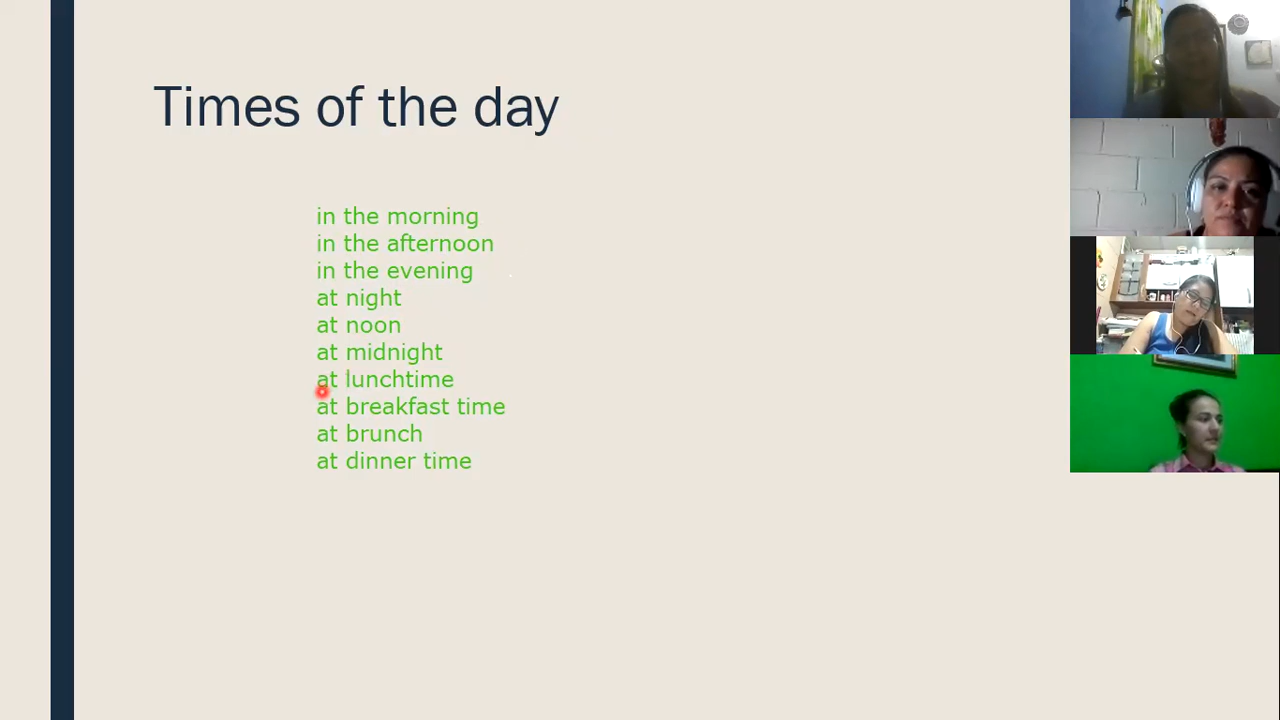 Times of the day
in the morning
in the afternoon
in the evening
at night
at noon
at midnight
at lunchtime
at breakfast time
at brunch
at dinner time